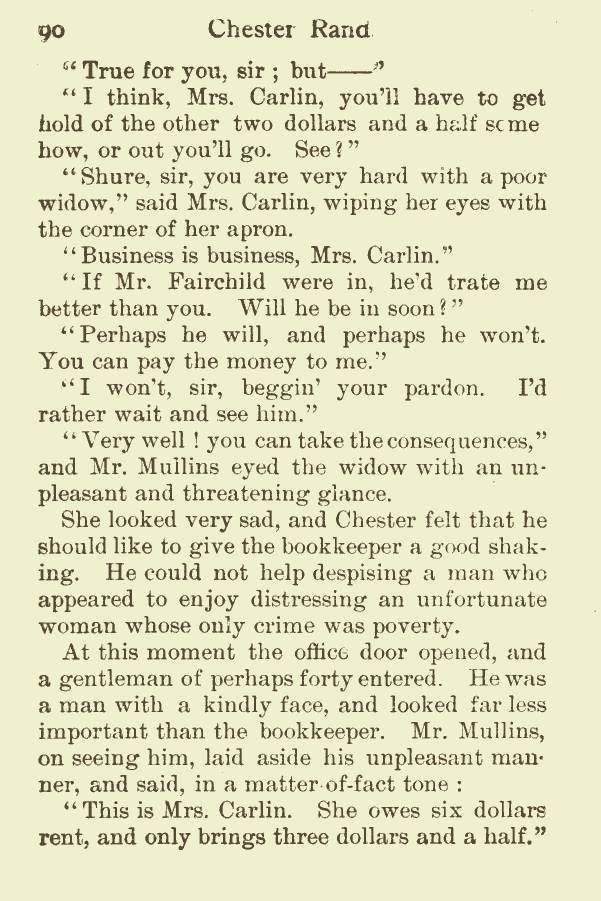 90 Chester Rand
“True for you, sir ; but——”
“I think, Mrs. Carlin, you’ll have to get
hold of the other two dollars and a half some
how, or out you’ll go. See?”
“Shure, sir, you are very hard with a poor
widow,” said Mrs. Carlin, wiping her eyes with
the corner of her apron.
“Business is business, Mrs. Carlin.”
“If Mr. Fairchild were in, he’d trate me
better than you. Will he be in soon?”
“Perhaps he will, and perhaps he won’t.
You can pay the money to me.”
“I won’t, sir, beggin’ your pardon. I’d
rather wait and see him.”
“Very well ! you can take the consequences,”
and Mr. Mullins eyed the widow with an un-
pleasant and threatening glance.
She looked very sad, and Chester felt that he
should like to give the bookkeeper a good shak-
ing. He could not help despising a man who
appeared to enjoy distressing an unfortunate
woman whose only crime was poverty.
At this moment the office door opened, and
a gentleman of perhaps forty entered. He was
a man with a kindly face, and looked far less
important than the bookkeeper. Mr. Mullins,
on seeing him, laid aside his unpleasant man-
ner, and said, in a matter-of-fact tone :
“This is Mrs. Carlin. She owes six dollars
rent, and only brings three dollars and a half.”